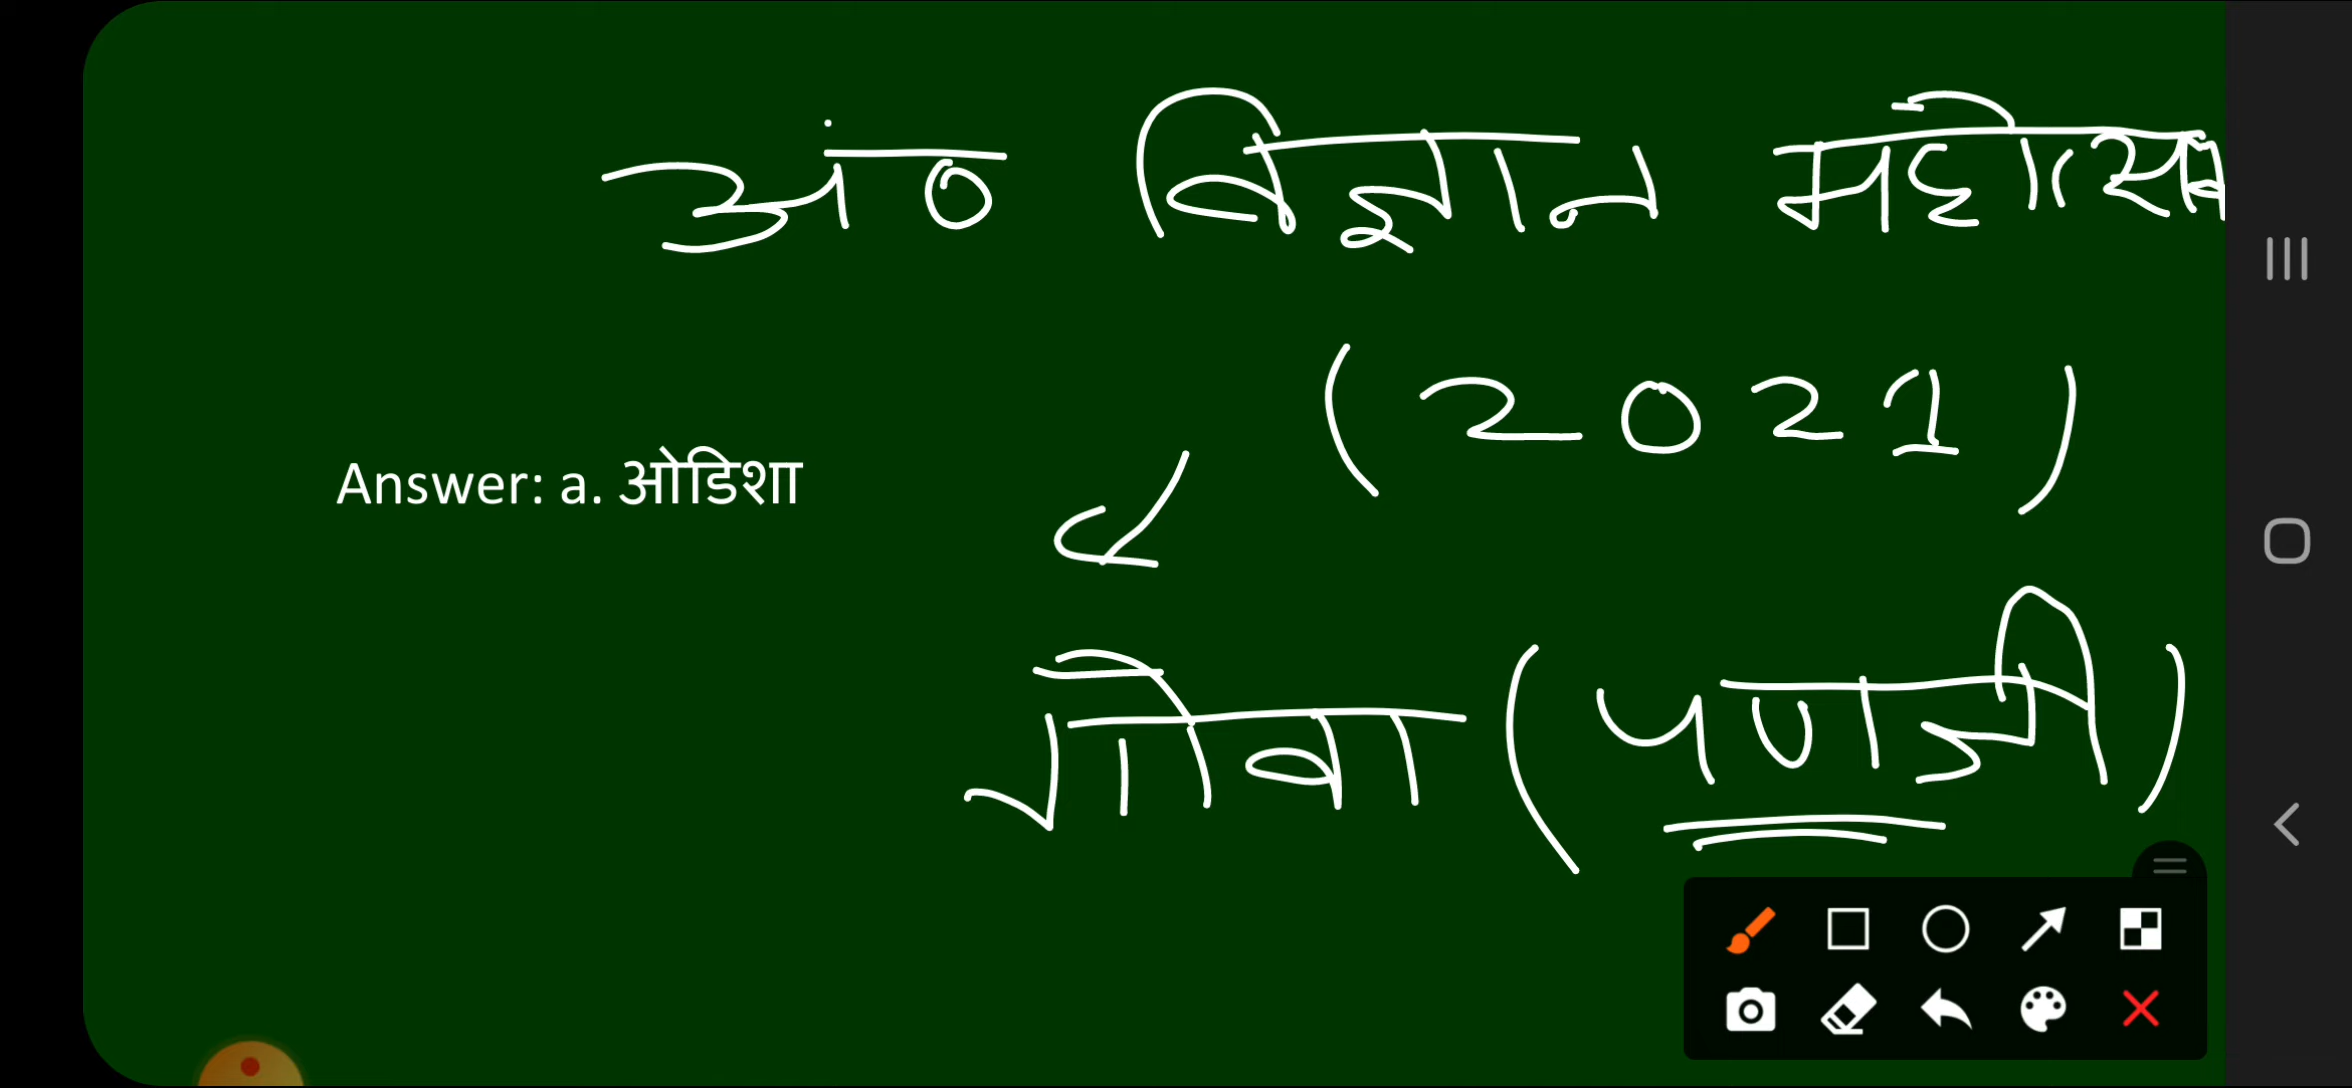 अंo विज्ञान महोत्सव
(2021)
Answer: a. ओडिशा
गोवा (पणजी)